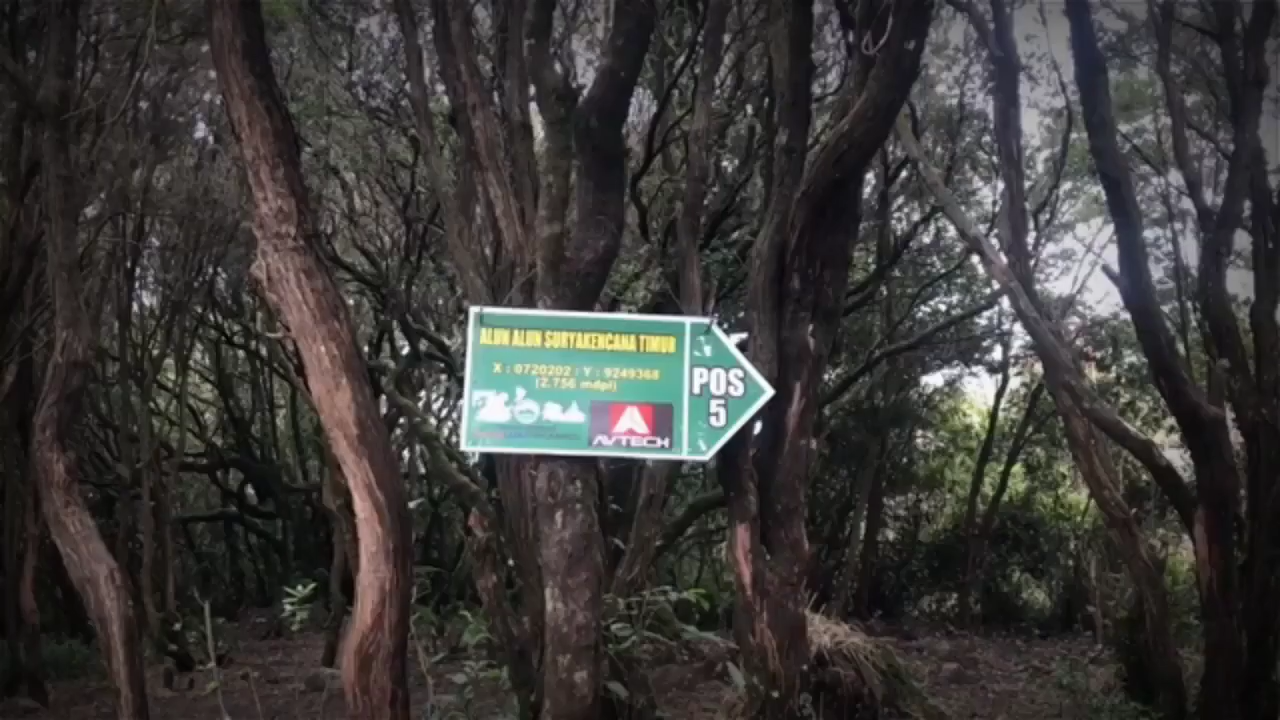 ALUN ALUN SURYAKENCANA TIMUR
X : 0720202 : Y : 9249368
(2.756 mdpl)
AVTECH
POS
5